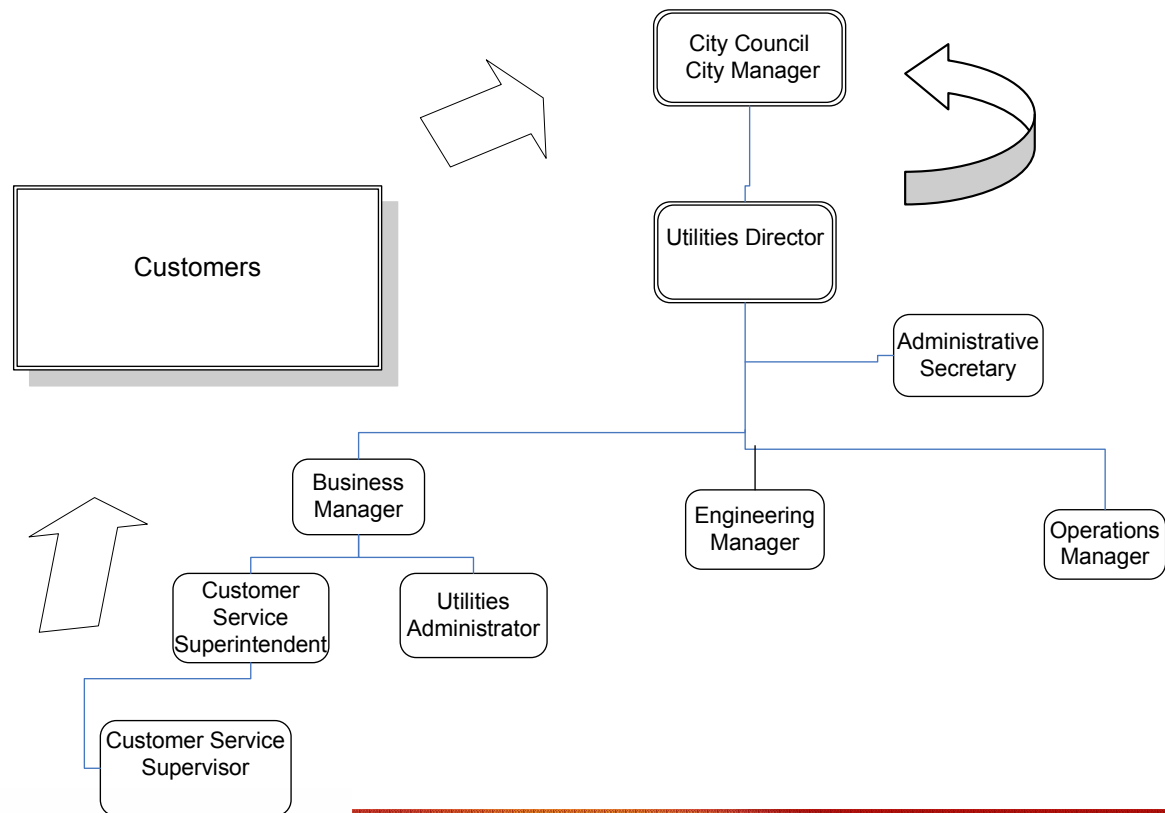 City Council
City Manager
Utilities Director
Customers
Administrative
Secretary
Business
Manager
Engineering
Manager
Operations
Manager
Customer
Service
Superintendent
Utilities
Administrator
Customer Service
Supervisor